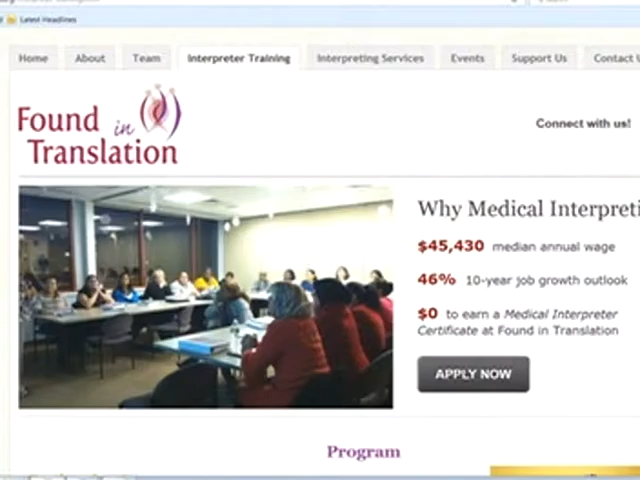 Latest Headlines
Home About Team Interpreter Training Interpreting Services Events Support Us Contact
Found in
Translation
Connect with us!
Why Medical Interpreti
$45,430 median annual wage
46% 10-year job growth outlook
$0 to earn a Medical Interpreter
Certificate at Found in Translation
APPLY NOW
Program